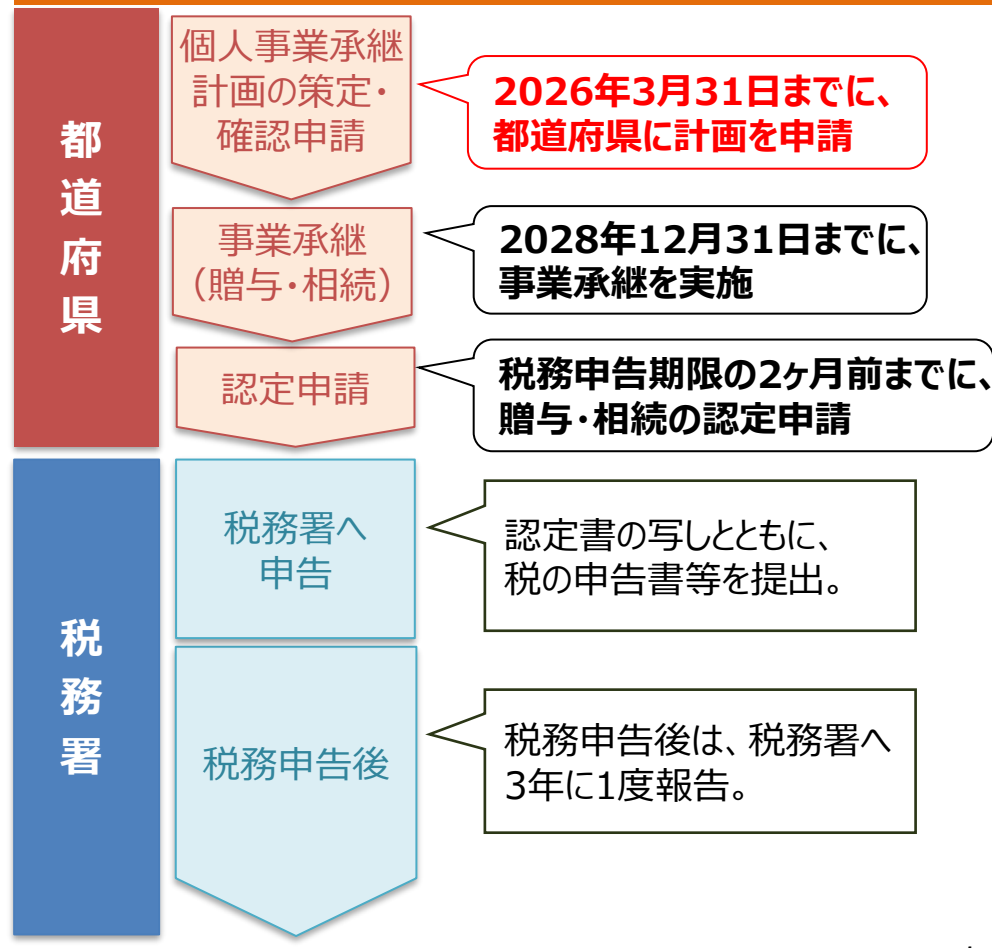 都道府県
個人事業承継
計画の策定・
確認申請
2026年3月31日までに、
都道府県に計画を申請
事業承継
（贈与・相続）
2028年12月31日までに、
事業承継を実施
認定申請
税務申告期限の2ヶ月前までに、
贈与・相続の認定申請
税務署
税務署へ
申告
認定書の写しとともに、
税の申告書等を提出。
税務申告後
税務申告後は、税務署へ
3年に1度報告。